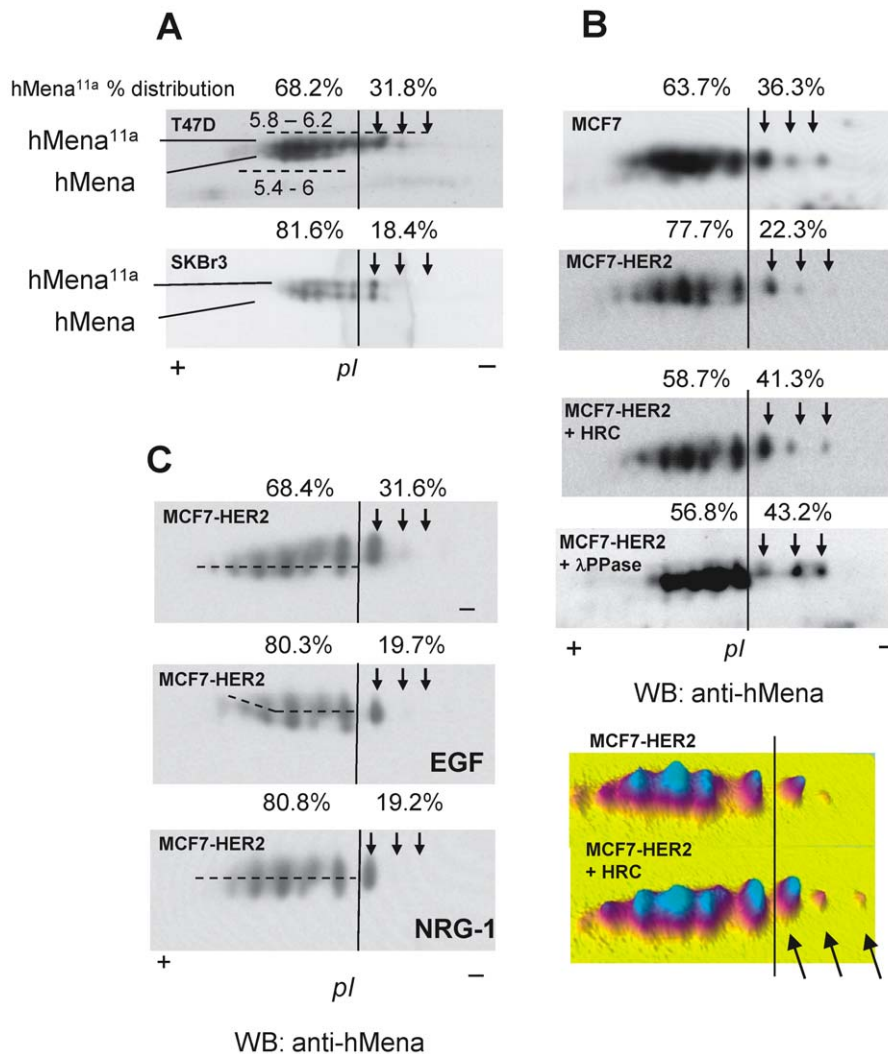 A
hMena11a % distribution 68.2% 31.8%
T47D 5.8 – 6.2
hMena11a
hMena
5.4 - 6
81.6% 18.4%
SKBr3
hMena11a
hMena
+ pI –
B
63.7% 36.3%
MCF7
77.7% 22.3%
MCF7-HER2
58.7% 41.3%
MCF7-HER2
+ HRC
56.8% 43.2%
MCF7-HER2
+ λPPase
+ pI –
WB: anti-hMena
MCF7-HER2
MCF7-HER2
+ HRC
C
68.4% 31.6%
MCF7-HER2
–
80.3% 19.7%
MCF7-HER2
EGF
80.8% 19.2%
MCF7-HER2
NRG-1
+ pI –
WB: anti-hMena